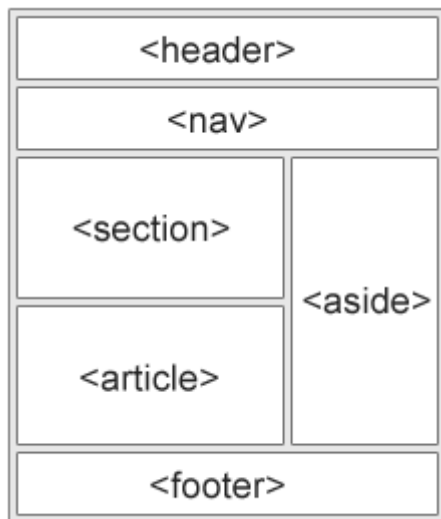 <header>
<nav>
<section>
<aside>
<article>
<footer>